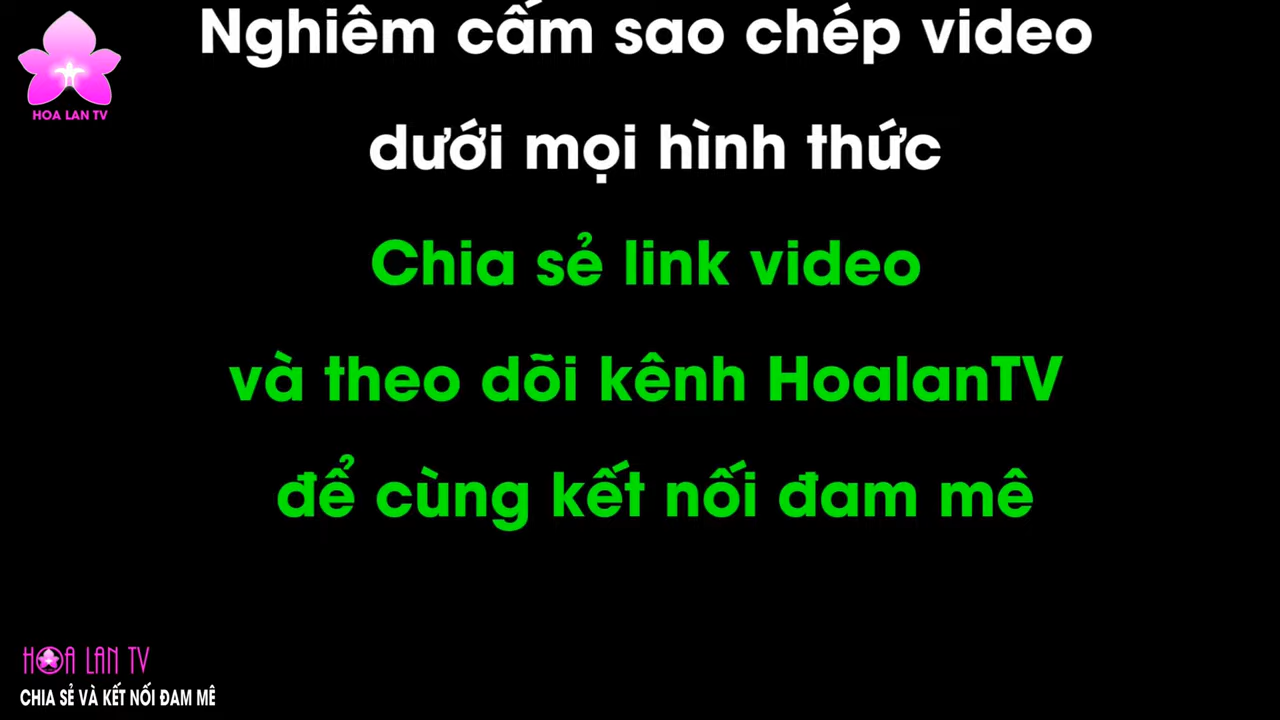 Nghiêm cấm sao chép video
HOA LAN TV
dưới mọi hình thức
Chia sẻ link video
và theo dõi kênh HoalanTV
để cùng kết nối đam mê
HOA LAN TV
CHIA SẺ VÀ KẾT NỐI ĐAM MÊ